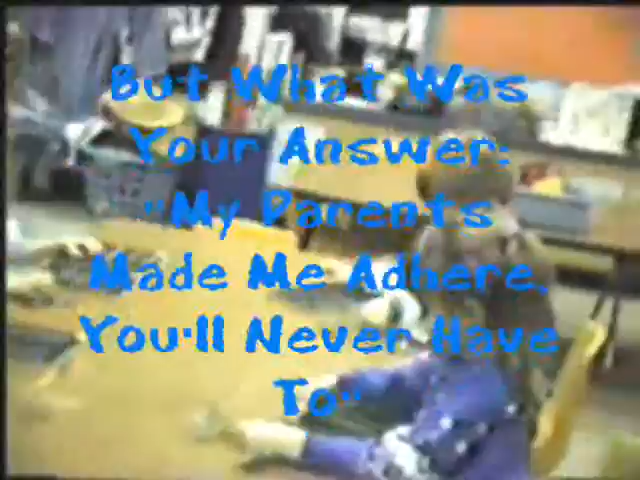 But What Was
Your Answer:
"My Parents
Made Me Adhere,
You'll Never Have
To"